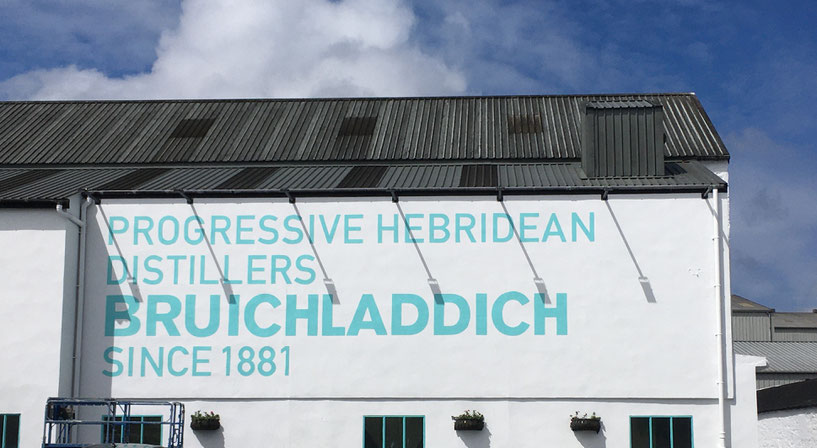 PROGRESSIVE HEBRIDEAN
DISTILLERS
BRUICHLADDICH
SINCE 1881